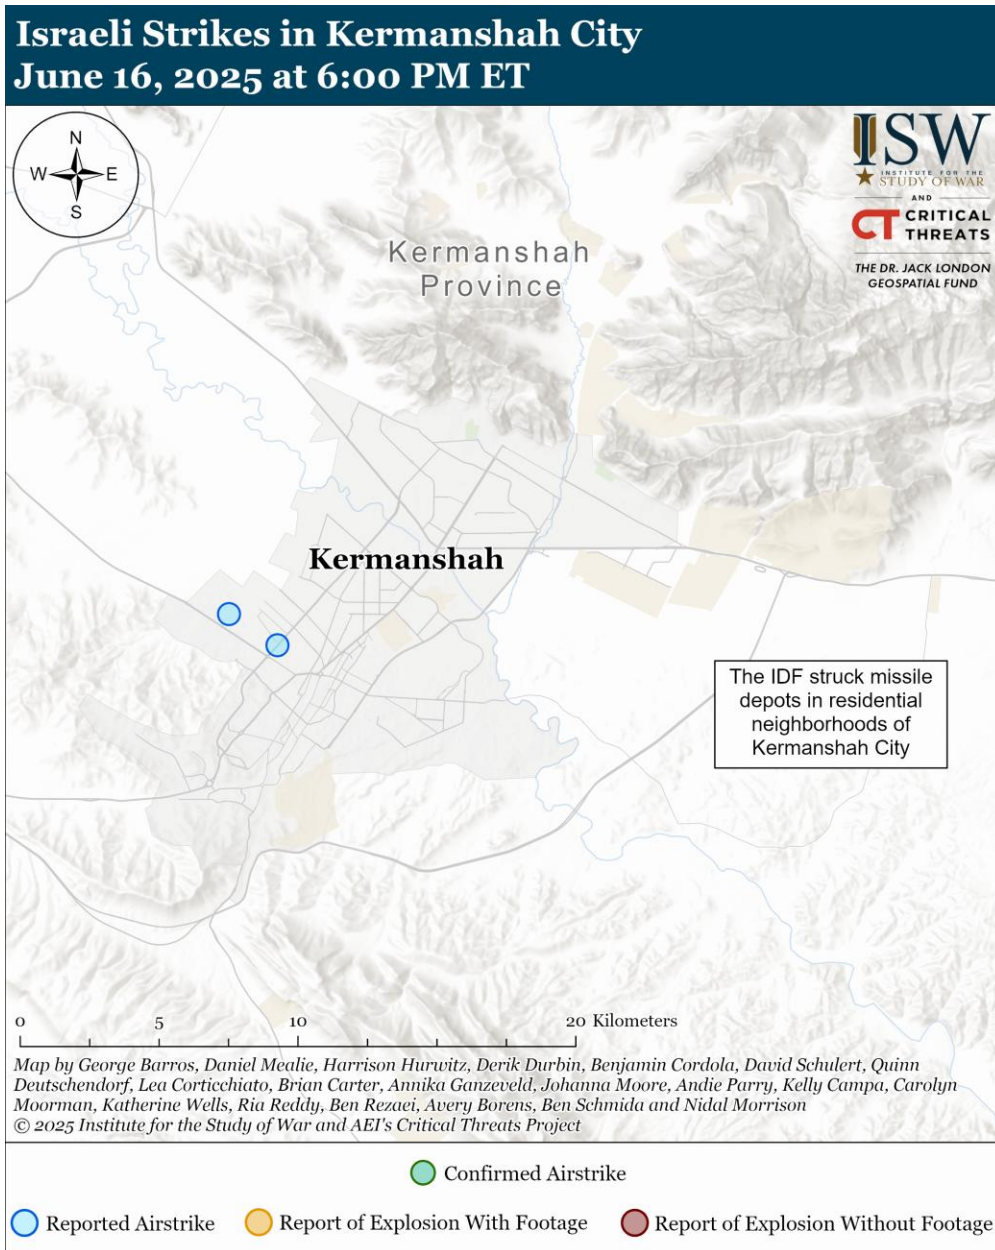 Israeli Strikes in Kermanshah City
June 16, 2025 at 6:00 PM ET
N
W E
S
ISW
INSTITUTE FOR THE
STUDY OF WAR
AND
CT CRITICAL
THREATS
THE DR. JACK LONDON
GEOSPATIAL FUND
Kermanshah
Province
Kermanshah
The IDF struck missile
depots in residential
neighborhoods of
Kermanshah City
0 5 10 20 Kilometers
Map by George Barros, Daniel Mealie, Harrison Hurwitz, Derik Durbin, Benjamin Cordola, David Schulert, Quinn
Deutschendorf, Lea Corticchiato, Brian Carter, Annika Ganzeveld, Johanna Moore, Andie Parry, Kelly Campa, Carolyn
Moorman, Katherine Wells, Ria Reddy, Ben Rezaei, Avery Borens, Ben Schmida and Nidal Morrison
© 2025 Institute for the Study of War and AEI's Critical Threats Project
Confirmed Airstrike
Reported Airstrike Report of Explosion With Footage Report of Explosion Without Footage